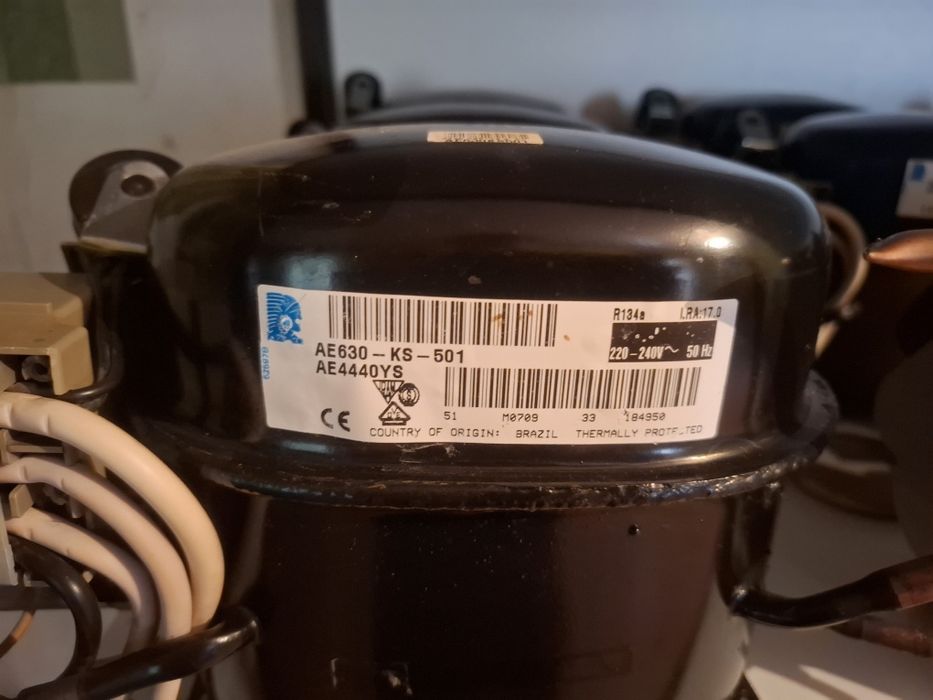 R134a LRA:17.0
220-240V~ 50 Hz
AE630-KS-501
AE4440YS
CE
51 M0709 33 184950
COUNTRY OF ORIGIN: BRAZIL THERMALLY PROTE_TED